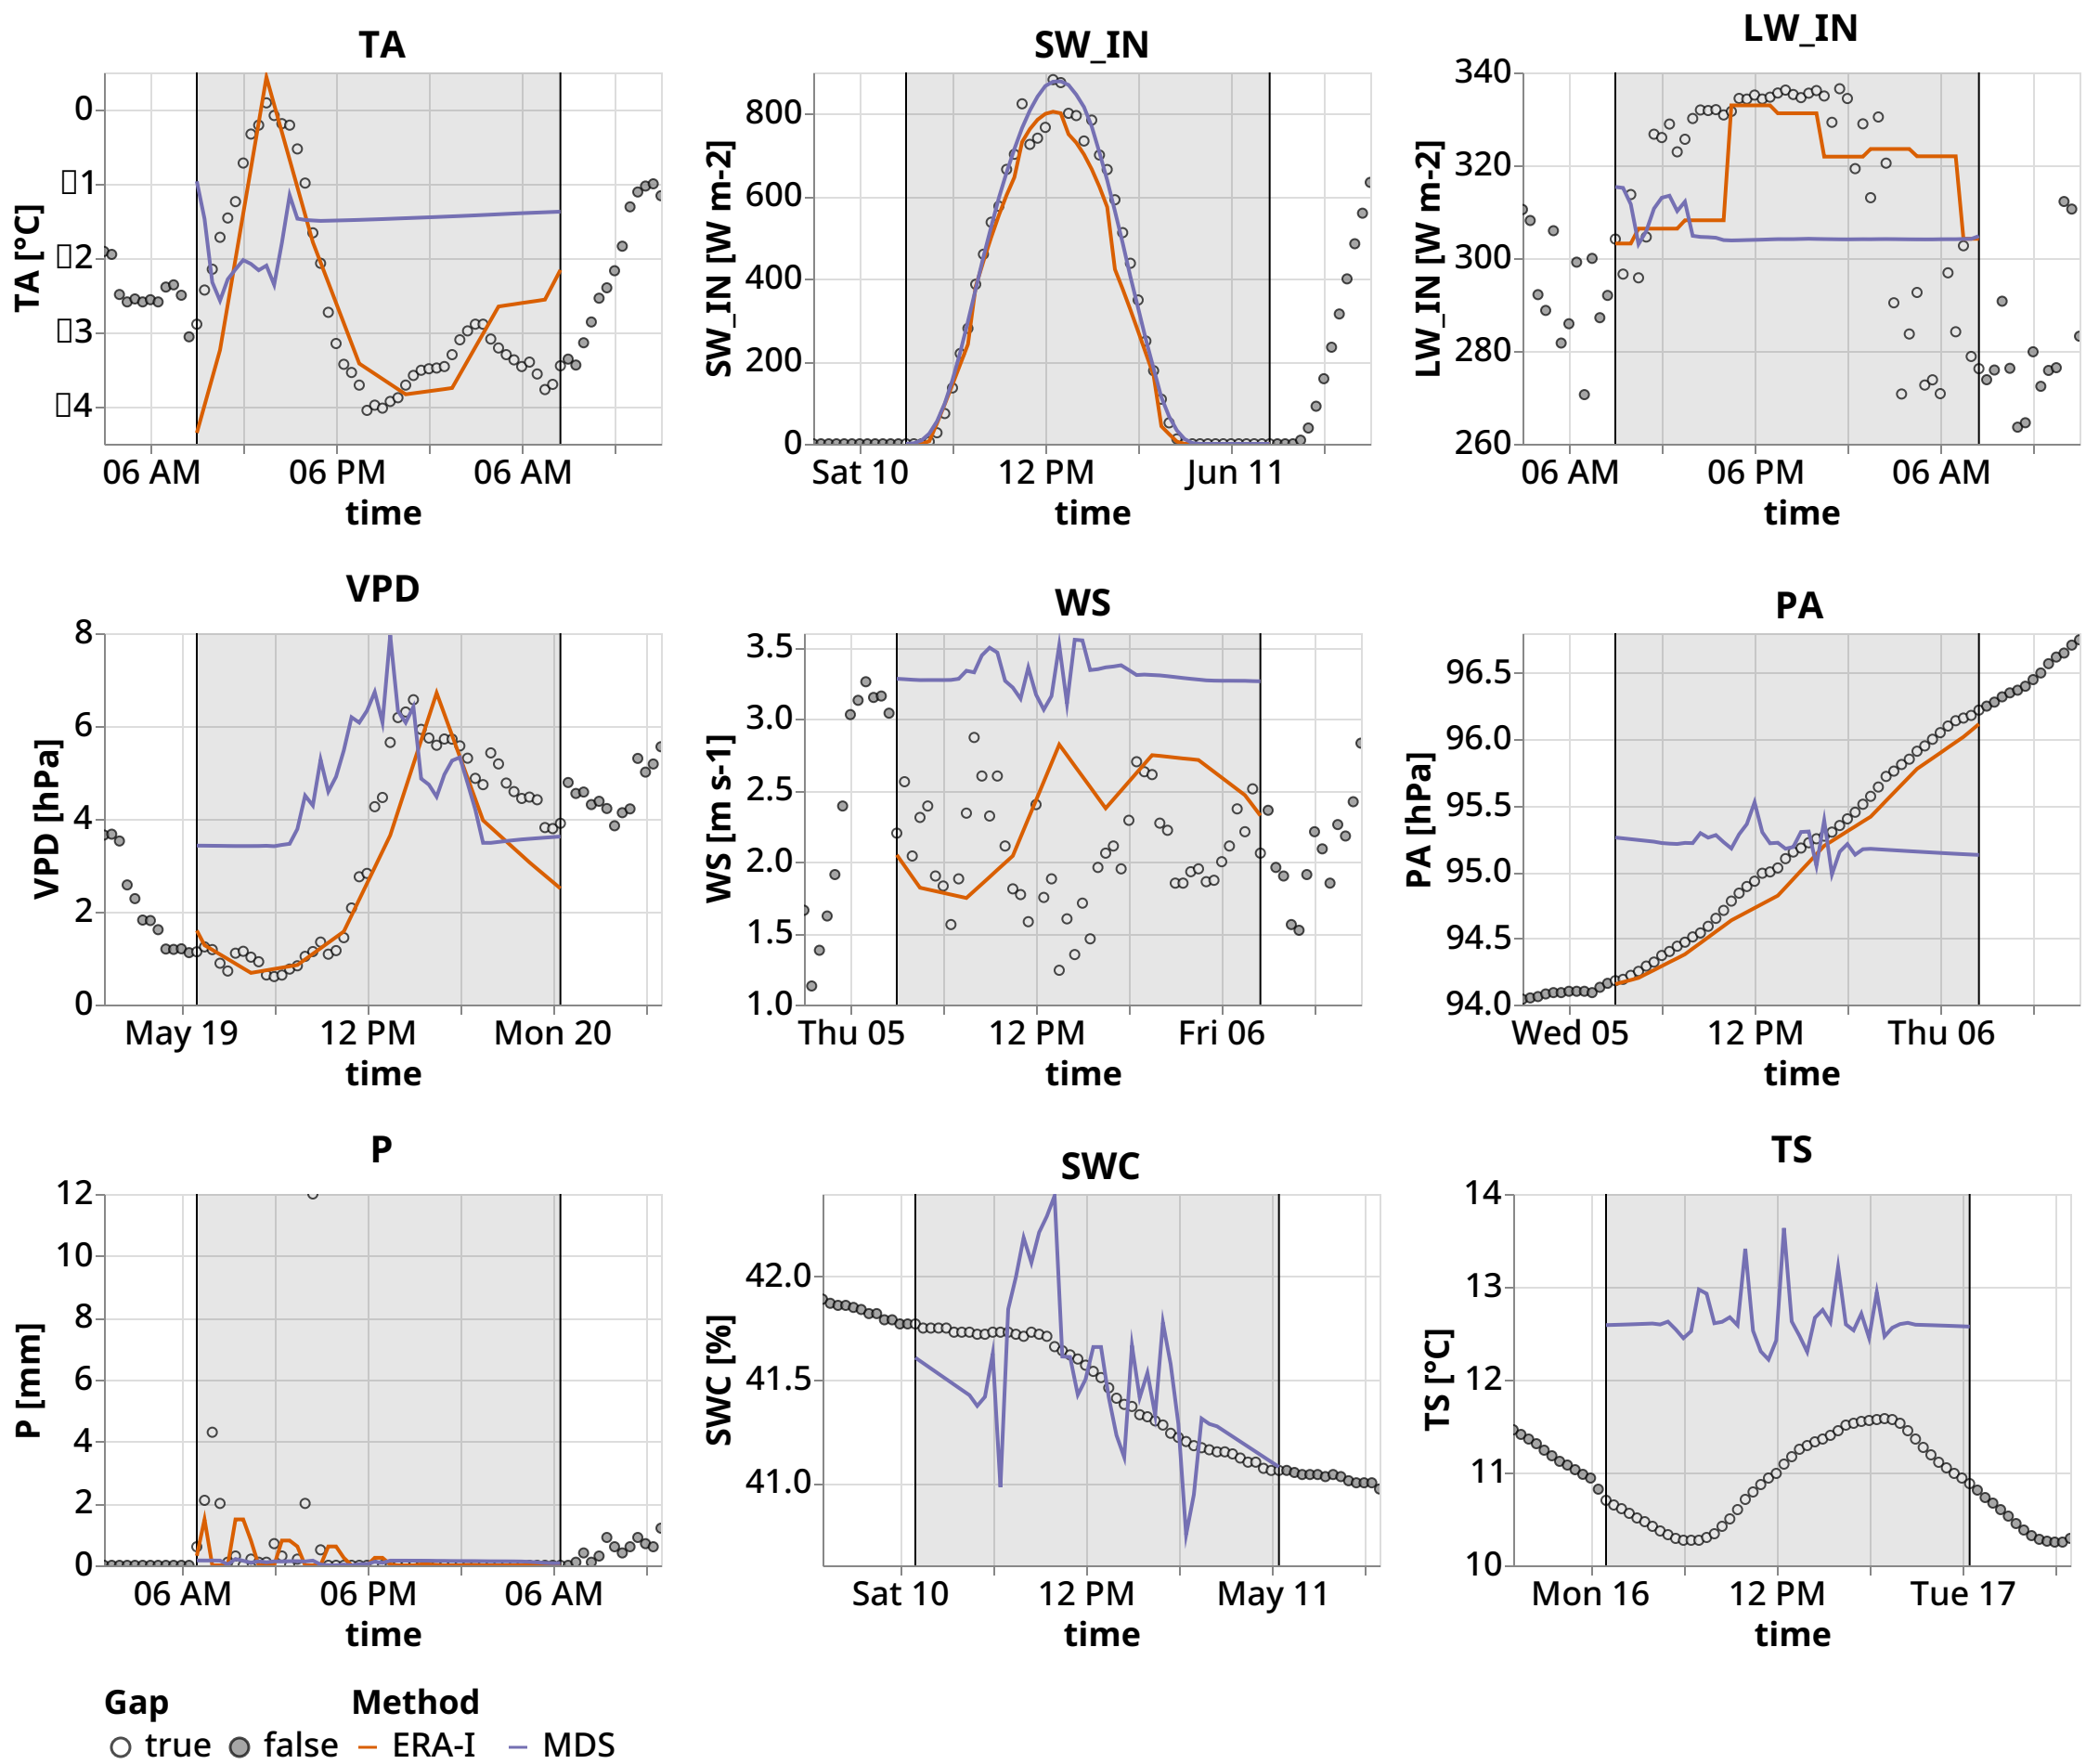 TA
SW_IN
LW_IN
TA [°C]
0
▯1
▯2
▯3
▯4
06 AM 06 PM 06 AM
time
SW_IN [W m-2]
800
600
400
200
0
Sat 10 12 PM Jun 11
time
LW_IN [W m-2]
340
320
300
280
260
06 AM 06 PM 06 AM
time
VPD
WS
PA
VPD [hPa]
8
6
4
2
0
May 19 12 PM Mon 20
time
WS [m s-1]
3.5
3.0
2.5
2.0
1.5
1.0
Thu 05 12 PM Fri 06
time
PA [hPa]
96.5
96.0
95.5
95.0
94.5
94.0
Wed 05 12 PM Thu 06
time
P
SWC
TS
P [mm]
12
10
8
6
4
2
0
06 AM 06 PM 06 AM
time
SWC [%]
42.0
41.5
41.0
Sat 10 12 PM May 11
time
TS [°C]
14
13
12
11
10
Mon 16 12 PM Tue 17
time
Gap Method
true false ERA-I MDS